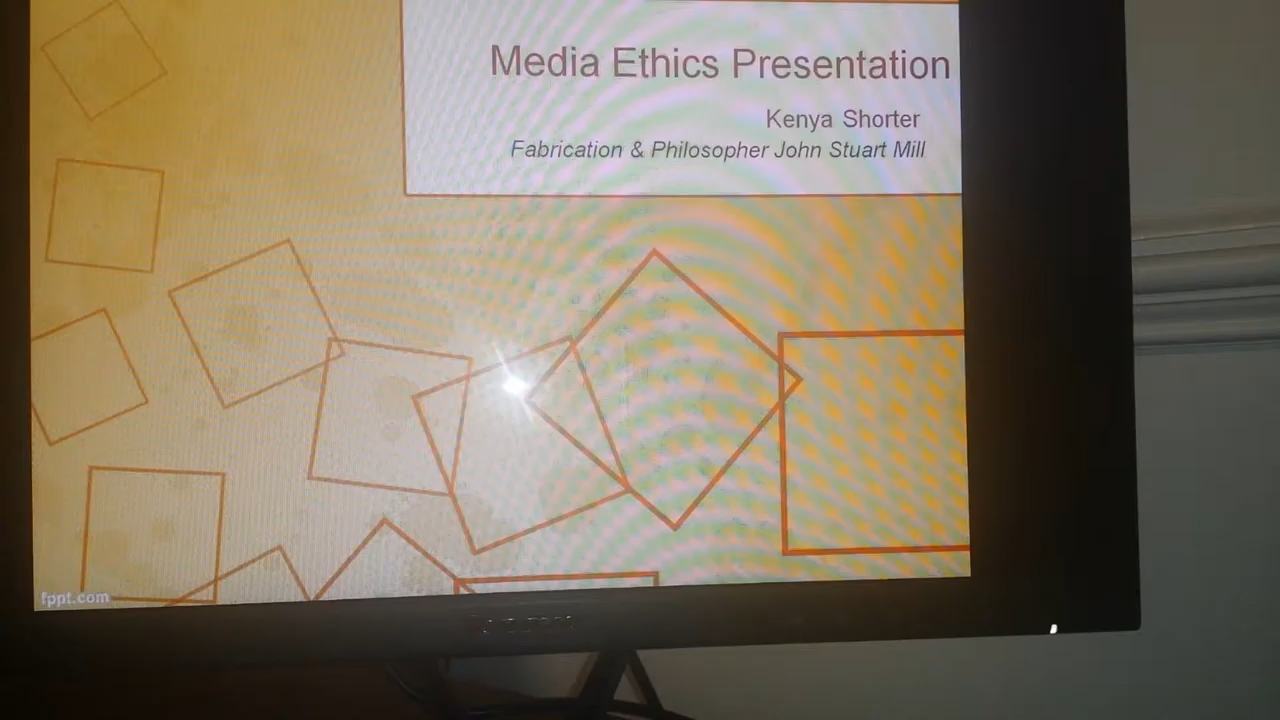 Media Ethics Presentation
Kenya Shorter
Fabrication & Philosopher John Stuart Mill
fppt.com